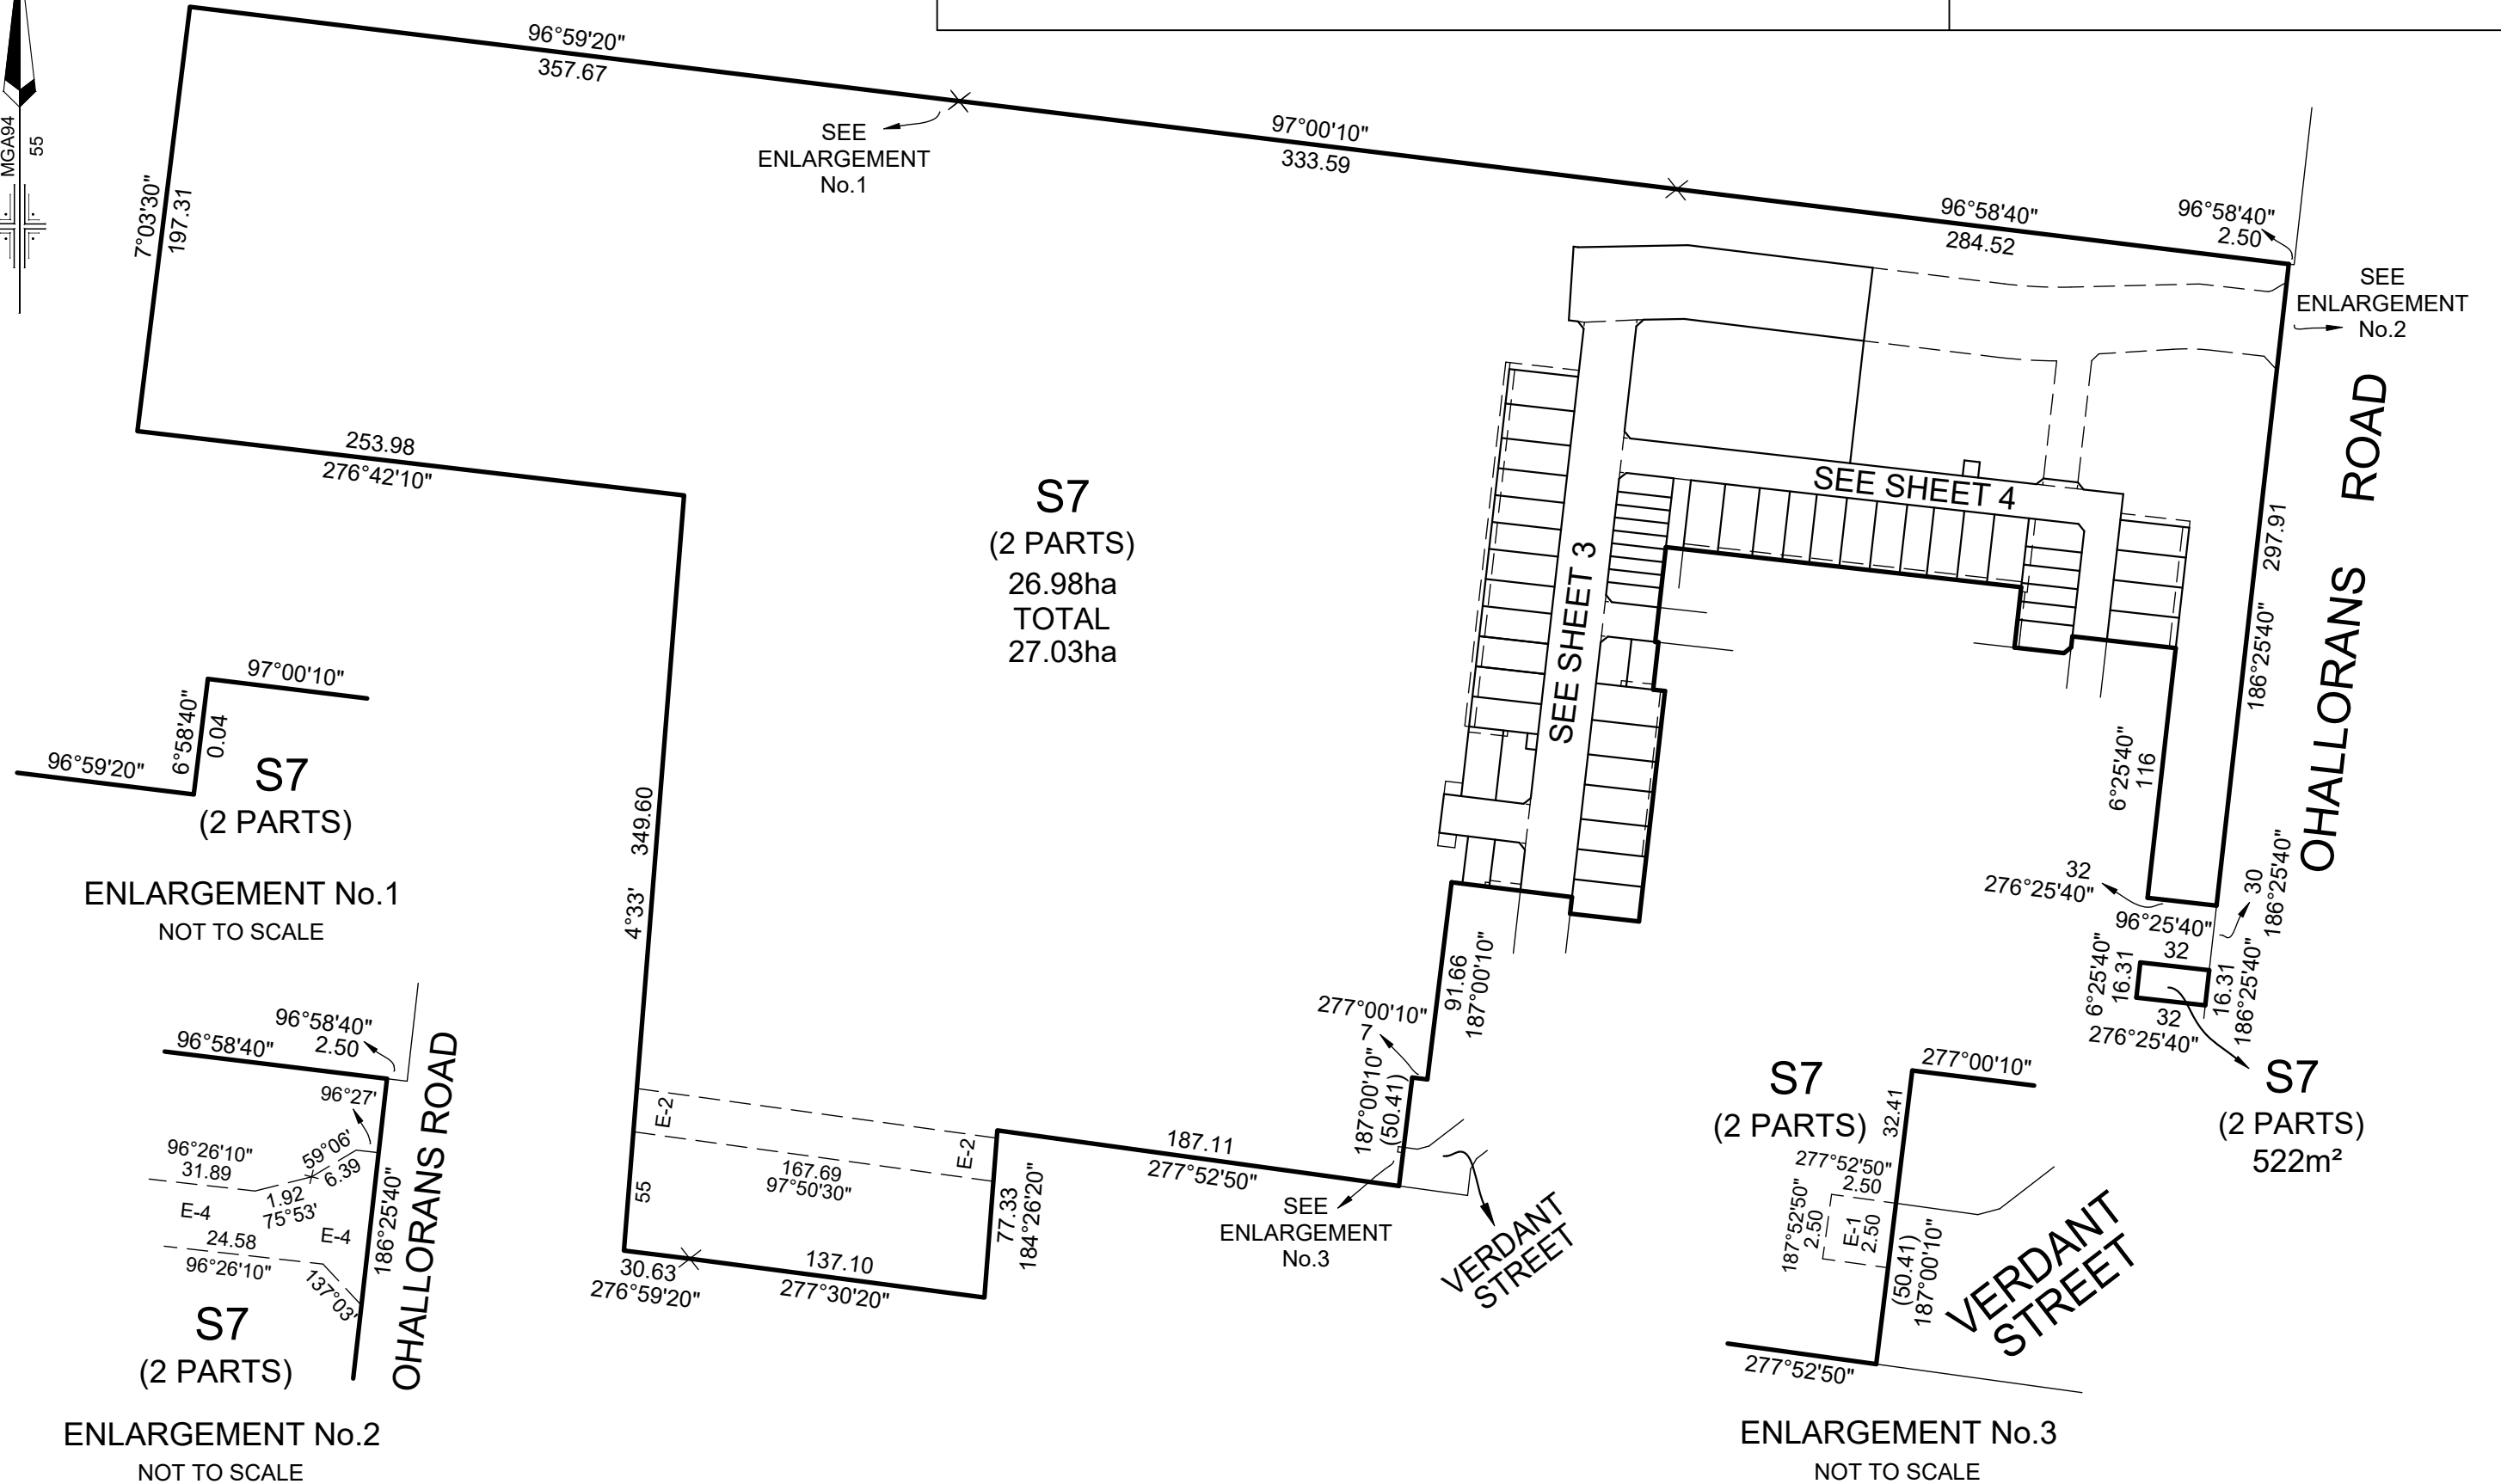 MGA94
55
96°59'20"
357.67
SEE
ENLARGEMENT
No.1
97°00'10"
333.59
96°58'40"
284.52
96°58'40"
2.50
SEE
ENLARGEMENT
No.2
7°03'30"
197.31
253.98
276°42'10"
S7
(2 PARTS)
26.98ha
TOTAL
27.03ha
SEE SHEET 3
SEE SHEET 4
297.91
186°25'40"
OHALLORANS ROAD
6°25'40"
116
32
276°25'40"
30
186°25'40"
96°25'40"
32
6°25'40"
16.31
16.31
186°25'40"
32
276°25'40"
S7
(2 PARTS)
522m²
349.60
4°33'
91.66
187°00'10"
277°00'10"
7
187°00'10"
(50.41)
E-2
E-2
167.69
97°50'30"
55
187.11
277°52'50"
77.33
184°26'20"
30.63
276°59'20"
137.10
277°30'20"
SEE
ENLARGEMENT
No.3
VERDANT
STREET
97°00'10"
6°58'40"
0.04
96°59'20"
S7
(2 PARTS)
ENLARGEMENT No.1
NOT TO SCALE
96°58'40"
2.50
96°58'40"
96°27'
96°26'10"
31.89
59°06'
6.39
1.92
75°53'
E-4
E-4
24.58
96°26'10"
137°03'
186°25'40"
OHALLORANS ROAD
S7
(2 PARTS)
ENLARGEMENT No.2
NOT TO SCALE
277°00'10"
S7
(2 PARTS)
32.41
277°52'50"
2.50
187°52'50"
2.50
E-1
2.50
(50.41)
187°00'10"
VERDANT
STREET
277°52'50"
ENLARGEMENT No.3
NOT TO SCALE